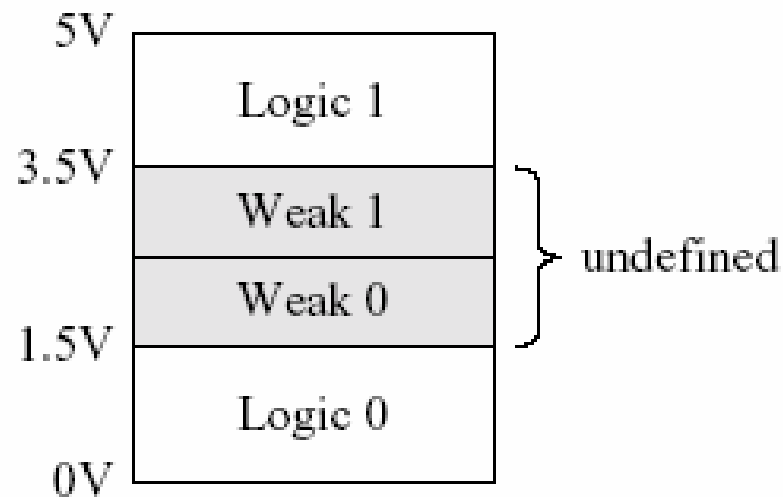 5V
Logic 1
3.5V
Weak 1
undefined
Weak 0
1.5V
Logic 0
0V